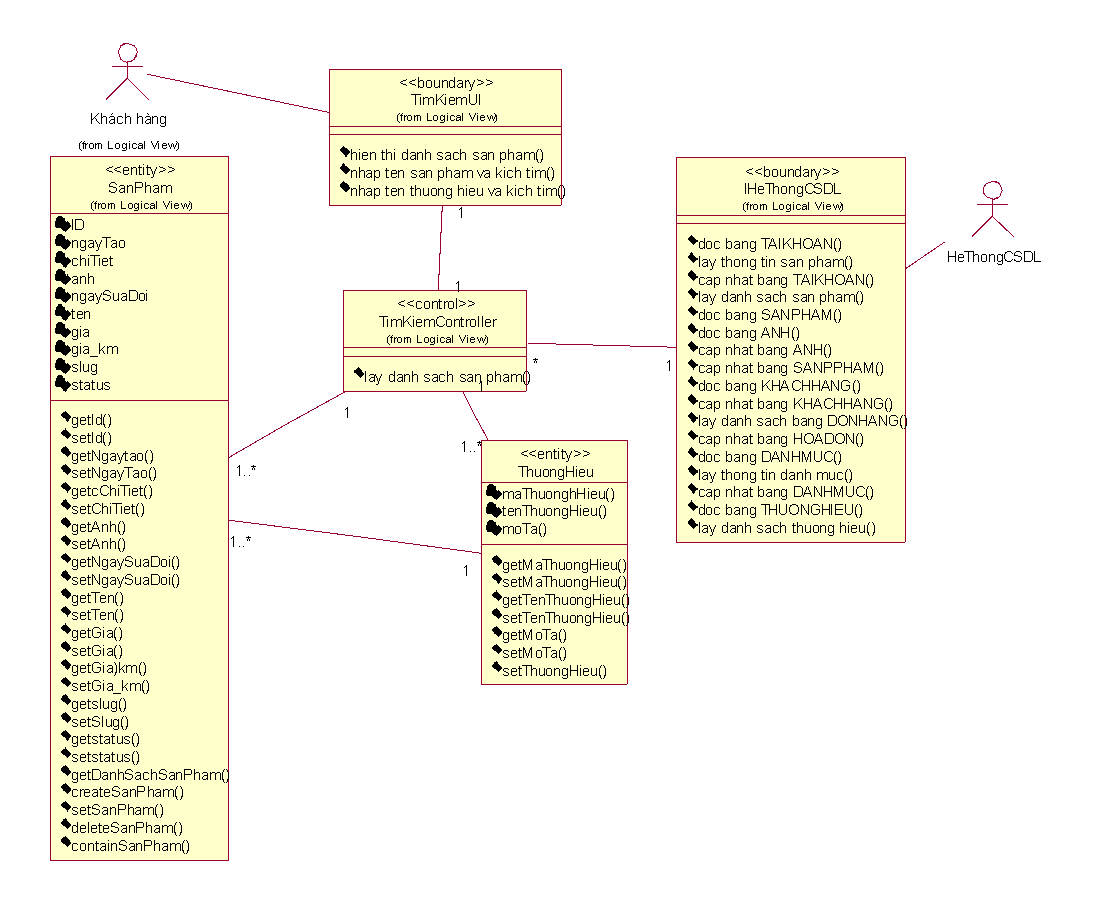 Khách hàng
(from Logical View)
<<boundary>>
TimKiemUI
(from Logical View)
hien thi danh sach san pham()
nhap ten san pham va kich tim()
nhap ten thuong hieu va kich tim()
1
1
<<control>>
TimKiemController
(from Logical View)
lay danh sach san pham()
1
*
1
1
1..*
1..*
1..*
1
<<entity>>
SanPham
(from Logical View)
ID
ngayTao
chiTiet
anh
ngaySuaDoi
ten
gia
gia_km
slug
status
getId()
setId()
getNgaytao()
setNgayTao()
getcChiTiet()
setChiTiet()
getAnh()
setAnh()
getNgaySuaDoi()
setNgaySuaDoi()
getTen()
setTen()
getGia()
setGia()
getGia)km()
setGia_km()
getslug()
setSlug()
getstatus()
setstatus()
getDanhSachSanPham()
createSanPham()
setSanPham()
deleteSanPham()
containSanPham()
<<entity>>
ThuongHieu
maThuonghHieu()
tenThuongHieu()
moTa()
getMaThuongHieu()
setMaThuongHieu()
getTenThuongHieu()
setTenThuongHieu()
getMoTa()
setMoTa()
setThuongHieu()
<<boundary>>
IHeThongCSDL
(from Logical View)
doc bang TAIKHOAN()
lay thong tin san pham()
cap nhat bang TAIKHOAN()
lay danh sach san pham()
doc bang SANPHAM()
doc bang ANH()
cap nhat bang ANH()
cap nhat bang SANPPHAM()
doc bang KHACHHANG()
cap nhat bang KHACHHANG()
lay danh sach bang DONHANG()
cap nhat bang HOADON()
doc bang DANHMUC()
lay thong tin danh muc()
cap nhat bang DANHMUC()
doc bang THUONGHIEU()
lay danh sach thuong hieu()
HeThongCSDL